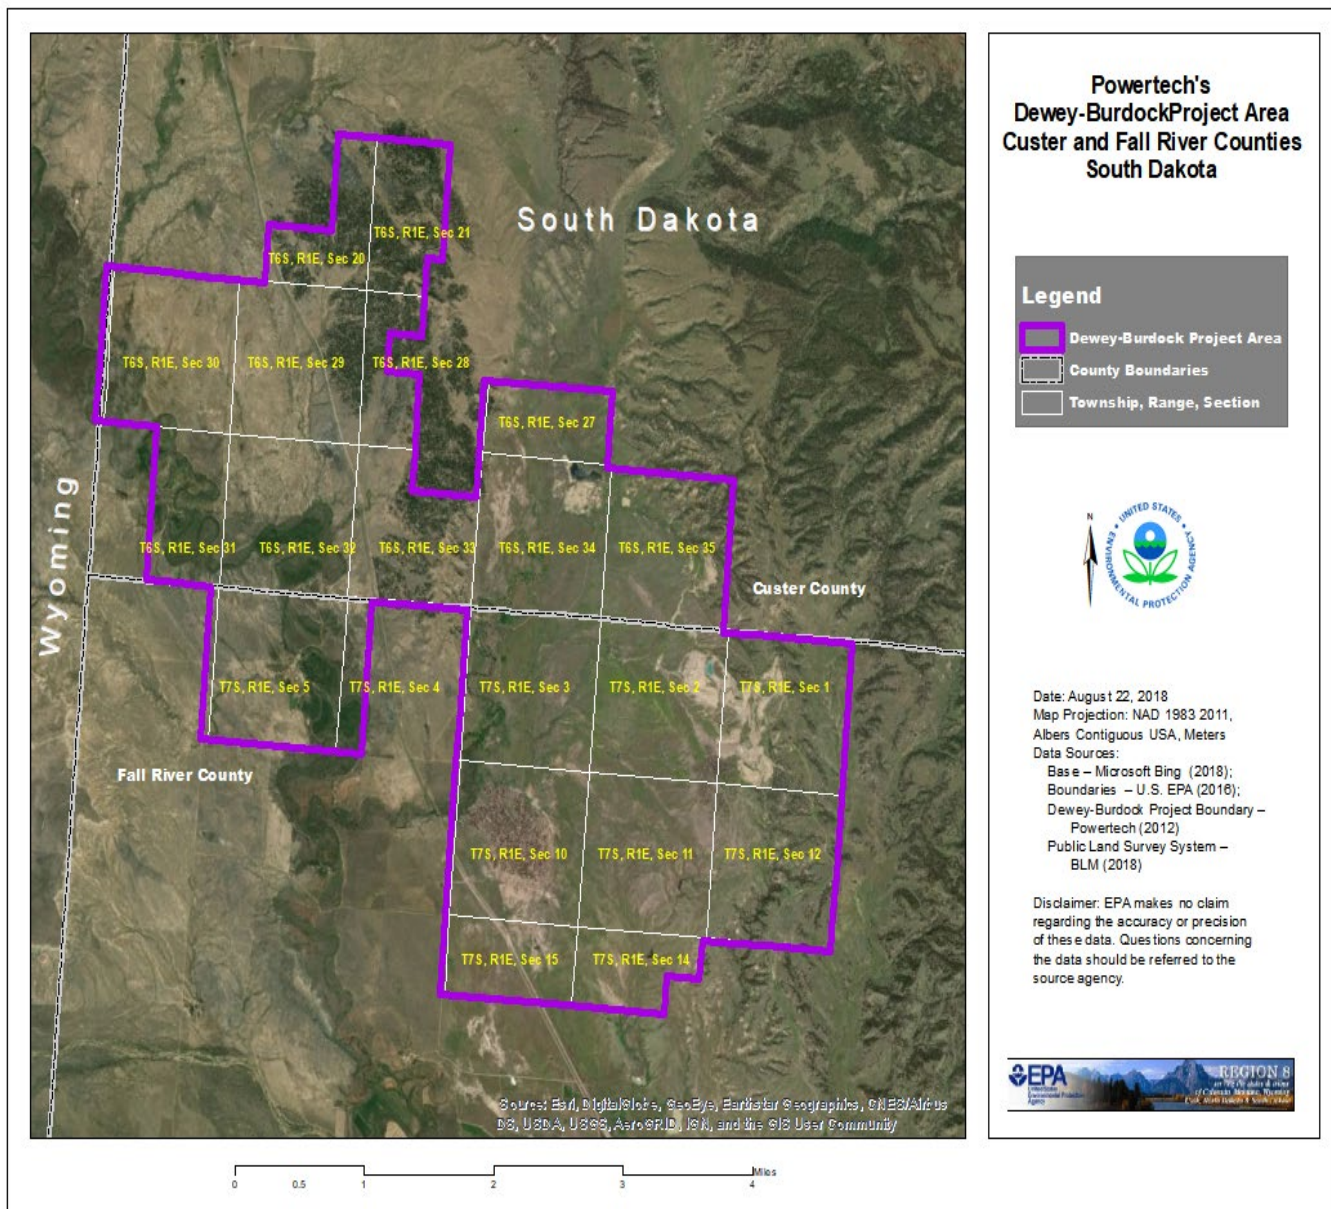 Powertech's
Dewey-BurdockProject Area
Custer and Fall River Counties
South Dakota
South Dakota
T6S, R1E, Sec 21
T6S, R1E, Sec 20
T6S, R1E, Sec 30
T6S, R1E, Sec 29
T6S, R1E, Sec 28
T6S, R1E, Sec 27
T6S, R1E, Sec 31
T6S, R1E, Sec 32
T6S, R1E, Sec 33
T6S, R1E, Sec 34
T6S, R1E, Sec 35
Wyoming
Custer County
T7S, R1E, Sec 5
T7S, R1E, Sec 4
T7S, R1E, Sec 3
T7S, R1E, Sec 2
T7S, R1E, Sec 1
Fall River County
T7S, R1E, Sec 10
T7S, R1E, Sec 11
T7S, R1E, Sec 12
T7S, R1E, Sec 15
T7S, R1E, Sec 14
Source: Esri, DigitalGlobe, GeoEye, Earthstar Geographics, CNES/Airbus
DS, USDA, USGS, AeroGRID, IGN, and the GIS User Community
0 0.5 1 2 3 4
Miles
Legend
Dewey-Burdock Project Area
County Boundaries
Township, Range, Section
N
UNITED STATES
ENVIRONMENTAL PROTECTION AGENCY
Date: August 22, 2018
Map Projection: NAD 1983 2011,
Albers Contiguous USA, Meters
Data Sources:
Base – Microsoft Bing (2018);
Boundaries – U.S. EPA (2016);
Dewey-Burdock Project Boundary –
Powertech (2012)
Public Land Survey System –
BLM (2018)
Disclaimer: EPA makes no claim
regarding the accuracy or precision
of these data. Questions concerning
the data should be referred to the
source agency.
EPA
REGION 8